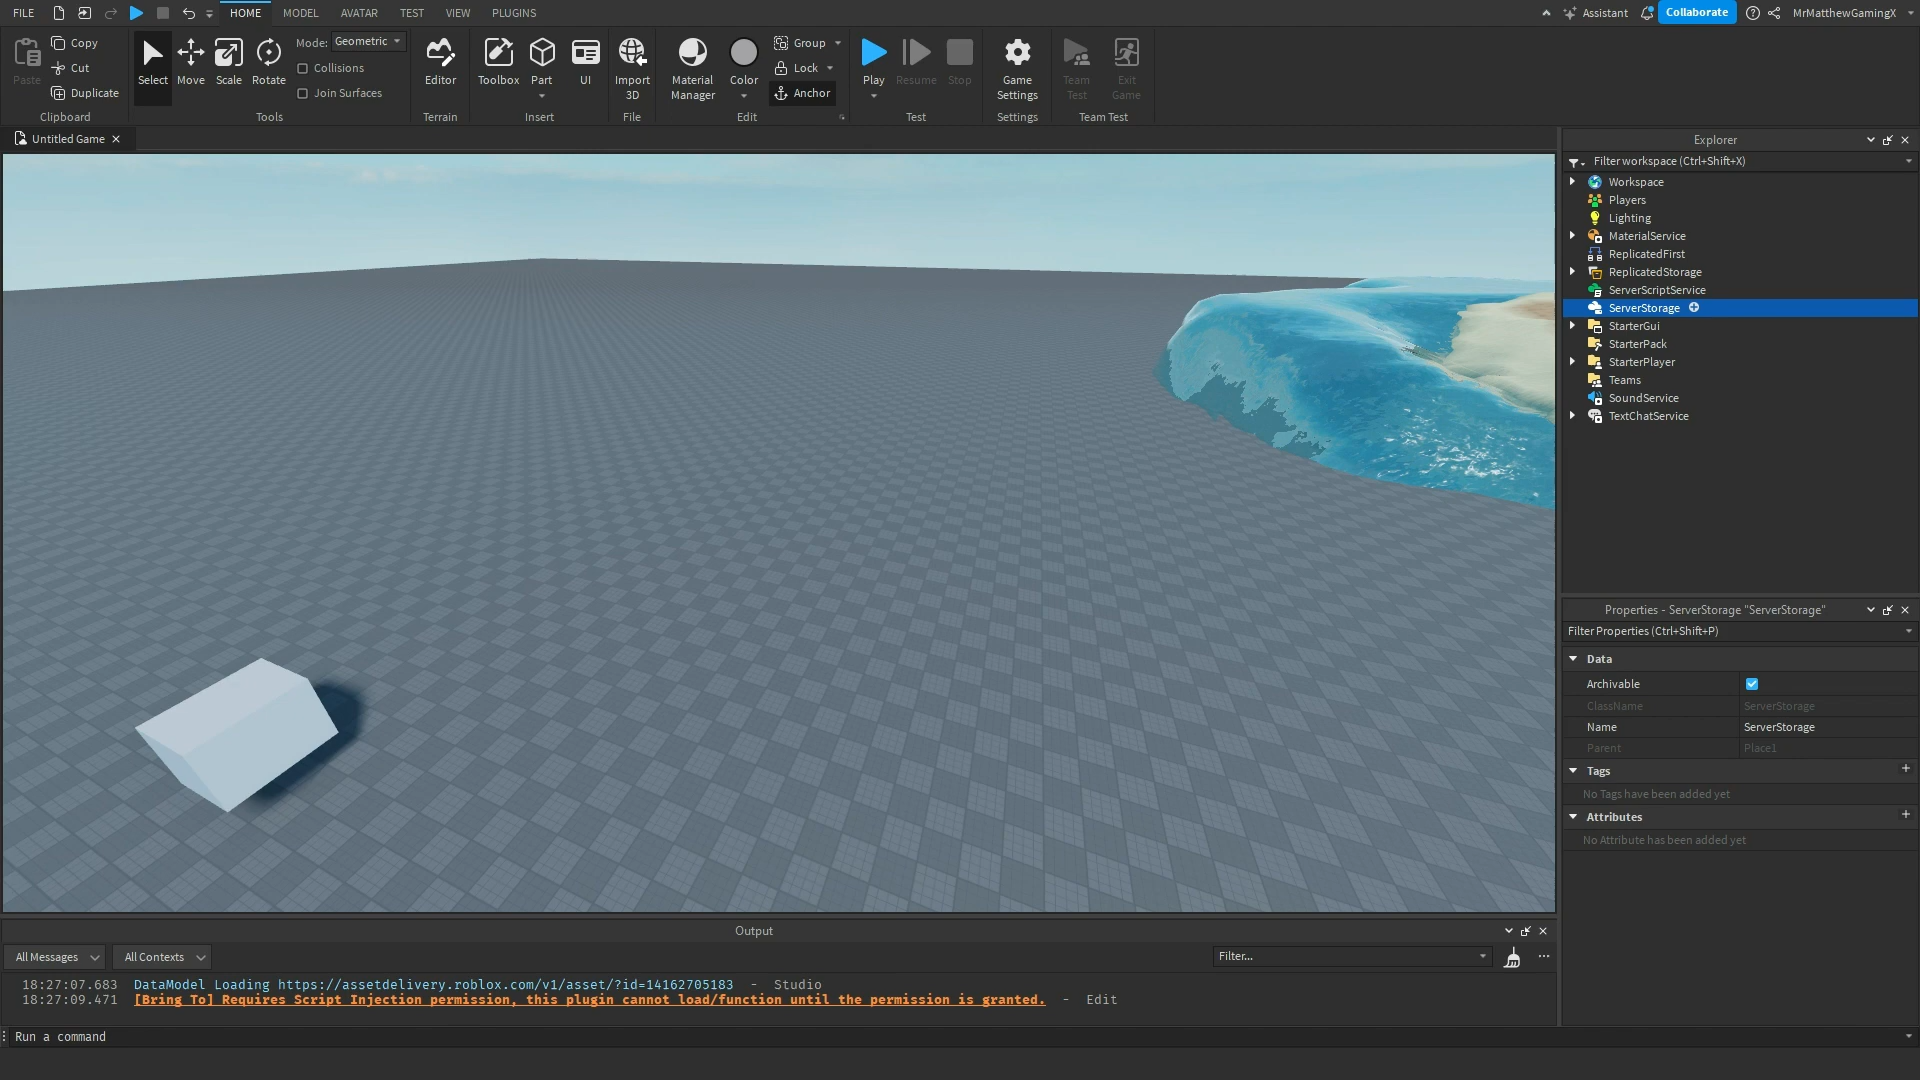 FILE HOME MODEL AVATAR TEST VIEW PLUGINS Assistant Collaborate MrMatthewGamingX
Paste Copy Cut Duplicate
Clipboard
Select Move Scale Rotate
Mode: Geometric
Collisions
Join Surfaces
Tools
Editor
Terrain
Toolbox Part UI
Insert
Import 3D
File
Material Manager
Color
Group
Lock
Anchor
Edit
Play Resume Stop
Test
Game Settings
Settings
Team Test
Exit Game
Team Test
Untitled Game
Explorer
Filter workspace (Ctrl+Shift+X)
Workspace
Players
Lighting
MaterialService
ReplicatedFirst
ReplicatedStorage
ServerScriptService
ServerStorage
StarterGui
StarterPack
StarterPlayer
Teams
SoundService
TextChatService
Properties - ServerStorage "ServerStorage"
Filter Properties (Ctrl+Shift+P)
Data
Archivable
ClassName ServerStorage
Name ServerStorage
Parent Place1
Tags
No Tags have been added yet
Attributes
No Attribute has been added yet
Output
All Messages All Contexts Filter...
18:27:07.683 DataModel Loading https://assetdelivery.roblox.com/v1/asset/?id=14162705183 - Studio
18:27:09.471 [Bring To] Requires Script Injection permission, this plugin cannot load/function until the permission is granted. - Edit
Run a command